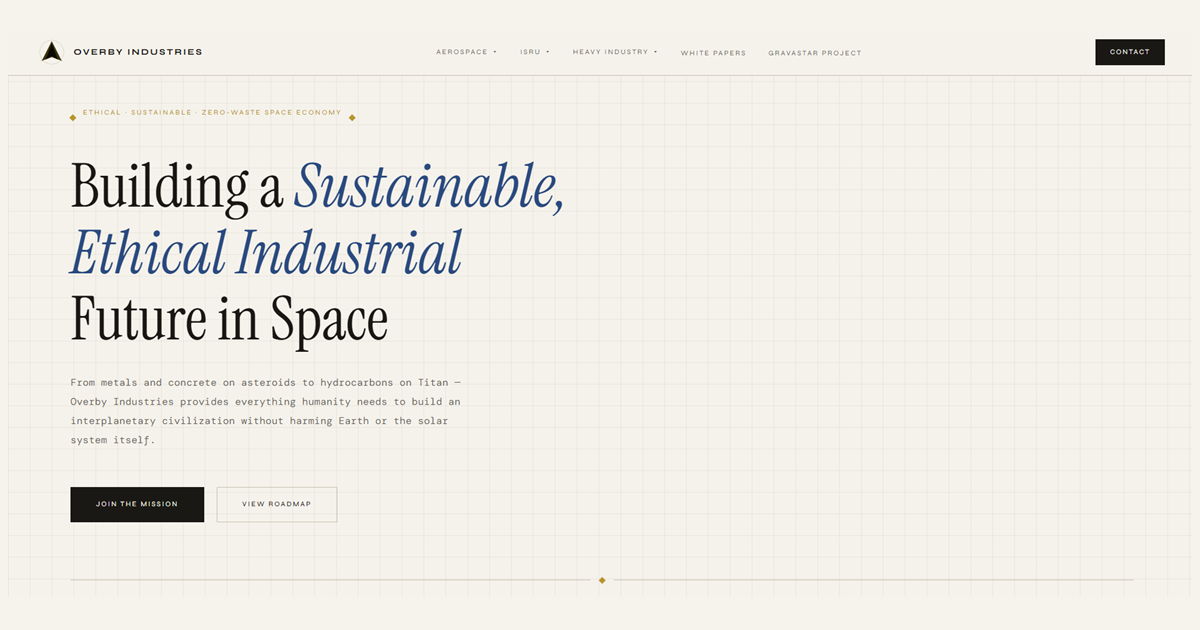 OVERBY INDUSTRIES
AEROSPACE
ISRU
HEAVY INDUSTRY
WHITE PAPERS
GRAVASTAR PROJECT
CONTACT
ETHICAL · SUSTAINABLE · ZERO-WASTE SPACE ECONOMY
Building a Sustainable,
Ethical Industrial
Future in Space
From metals and concrete on asteroids to hydrocarbons on Titan —
Overby Industries provides everything humanity needs to build an
interplanetary civilization without harming Earth or the solar
system itself.
JOIN THE MISSION
VIEW ROADMAP